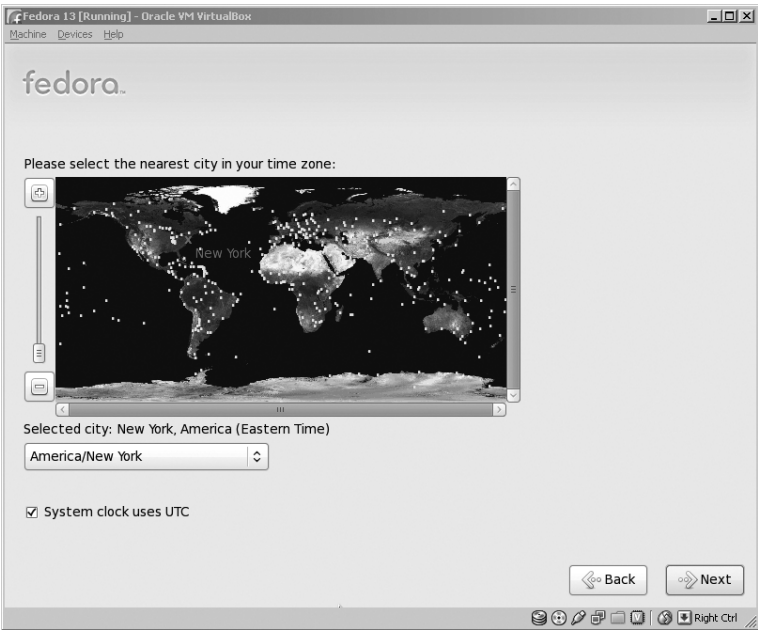 Fedora 13 [Running] - Oracle VM VirtualBox
Machine Devices Help
fedora
Please select the nearest city in your time zone:
New York
Selected city: New York, America (Eastern Time)
America/New York
System clock uses UTC
Back
Next
Right Ctrl